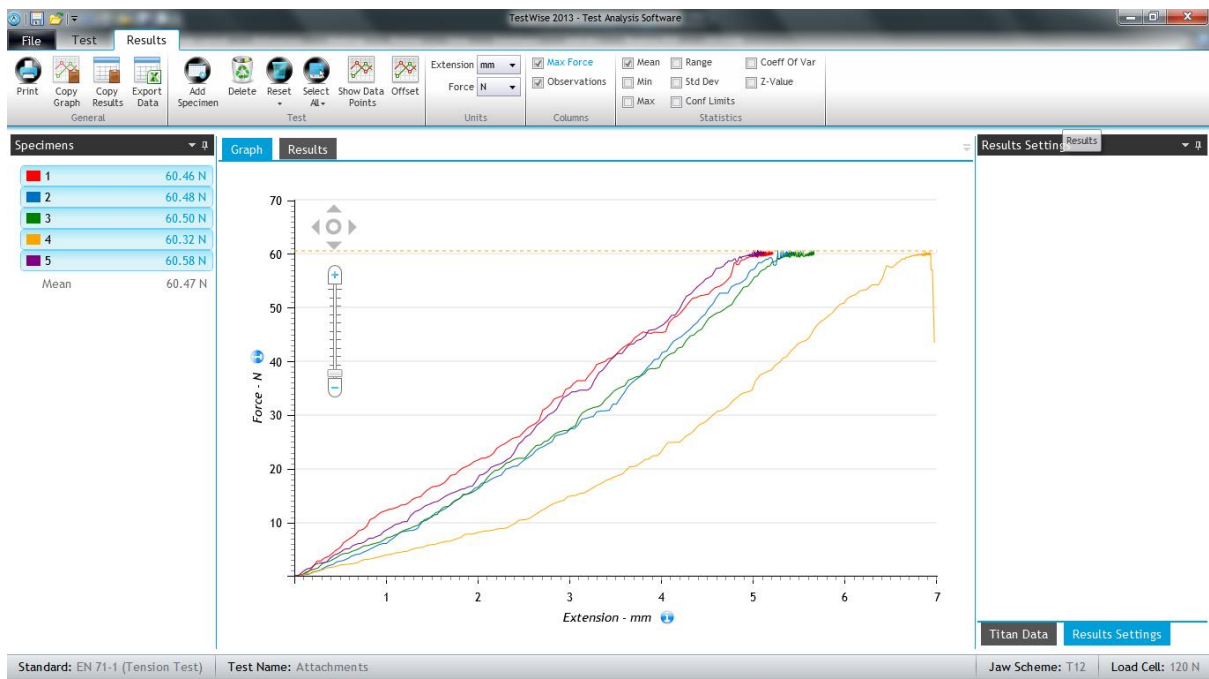 TestWise 2013 - Test Analysis Software
File Test Results
Print Copy Graph Copy Results Export Data Add Specimen Delete Reset Select All Show Data Points Offset
Extension mm
Force N
Max Force
Observations
Mean Range Coeff Of Var
Min Std Dev Z-Value
Max Conf Limits
General Test Units Columns Statistics
Specimens
Graph Results
Results Settings
Results
1 60.46 N
2 60.48 N
3 60.50 N
4 60.32 N
5 60.58 N
Mean 60.47 N
70
60
50
40
30
20
10
Force - N
1 2 3 4 5 6 7
Extension - mm
Titan Data Results Settings
Standard: EN 71-1 (Tension Test) Test Name: Attachments Jaw Scheme: T12 Load Cell: 120 N